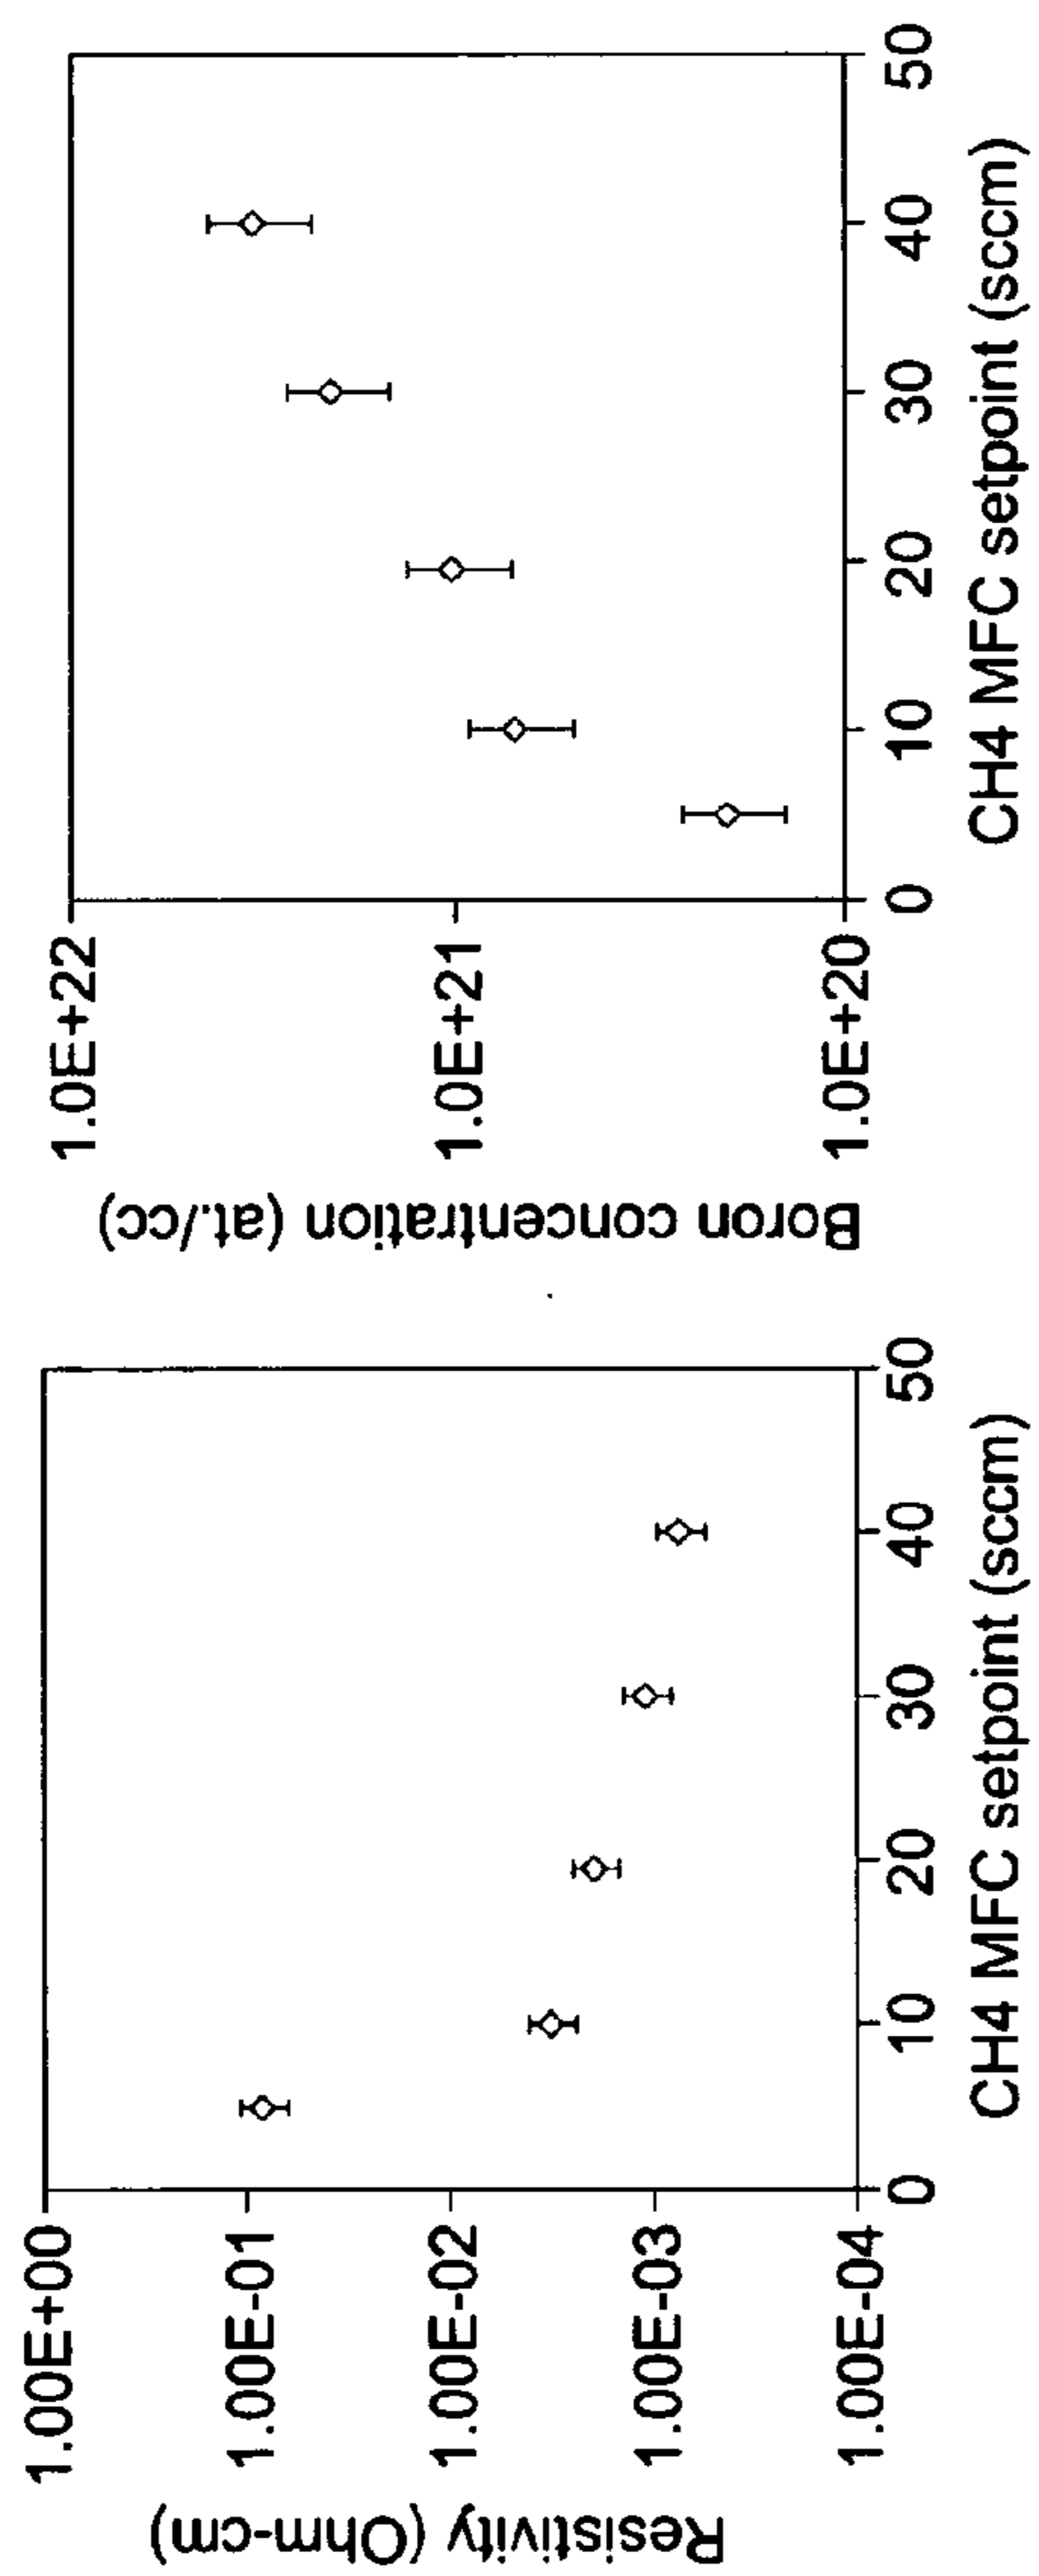 Resistivity (Ohm-cm)
1.00E+00
1.00E-01
1.00E-02
1.00E-03
1.00E-04
0 10 20 30 40 50
CH4 MFC setpoint (sccm)
Boron concentration (at./cc)
1.0E+22
1.0E+21
1.0E+20
0 10 20 30 40 50
CH4 MFC setpoint (sccm)